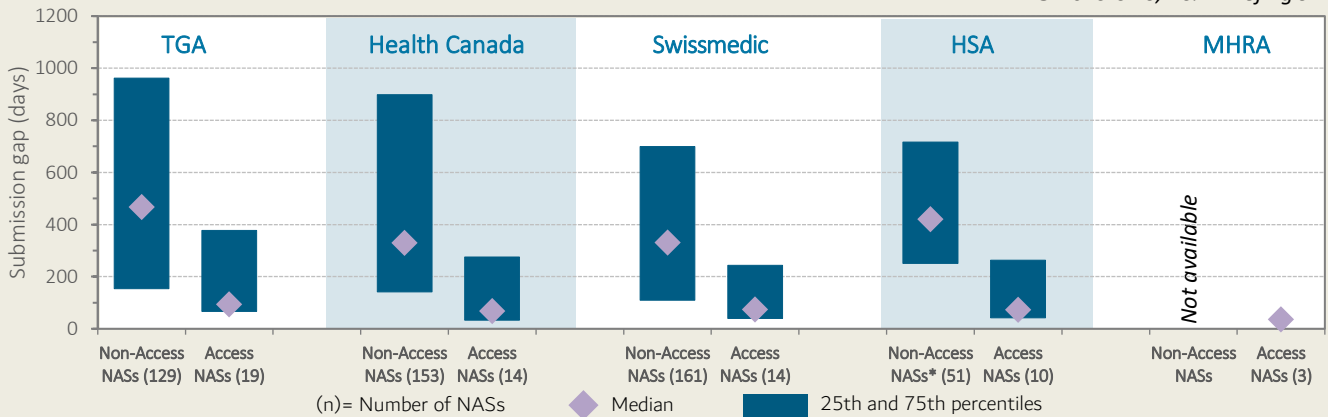 1200
TGA
Health Canada
Swissmedic
HSA
MHRA
1000
800
600
400
200
0
Submission gap (days)
Not available
Non-Access
NASs (129)
Access
NASs (19)
Non-Access
NASs (153)
Access
NASs (14)
Non-Access
NASs (161)
Access
NASs (14)
Non-Access
NASs* (51)
Access
NASs (10)
Non-Access
NASs
Access
NASs (3)
(n)= Number of NASs
Median
25th and 75th percentiles